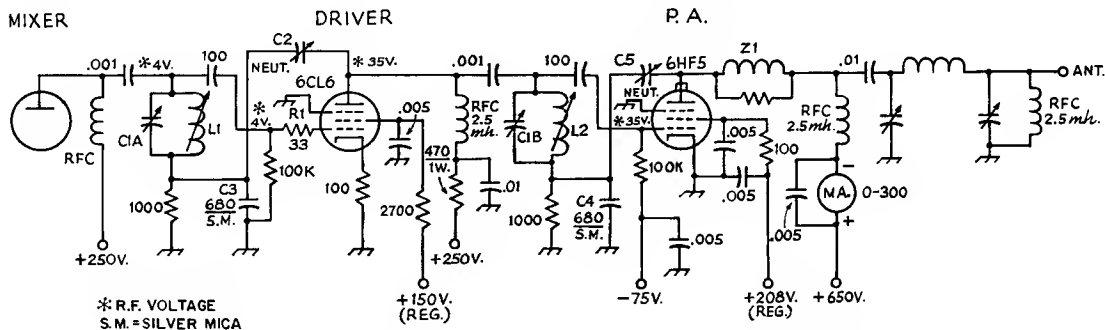 MIXER
DRIVER
P. A.
.001
* 4V.
100
C2
NEUT.
* 35V.
6CL6
.001
100
C5
NEUT.
6HF5
Z1
.01
ANT.
C1A
L1
*
4V.
R1
33
.005
RFC
2.5
mh.
C1B
L2
*35V.
.005
100
RFC
2.5mh.
RFC
2.5mh.
RFC
100K
470
1W.
.01
100K
.005
M.A.
0-300
-
+
.005
1000
C3
680
S.M.
100
2700
1000
C4
680
S.M.
.005
+250V.
+150V.
(REG.)
+250V.
-75V.
+208V.
(REG.)
+650V.
* R.F. VOLTAGE
S.M. = SILVER MICA